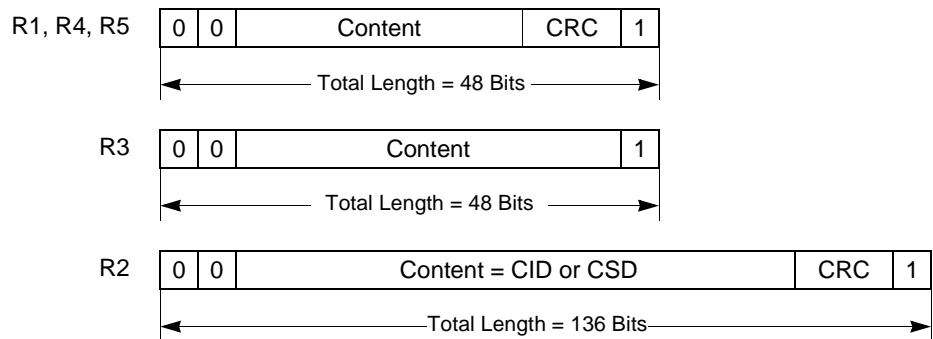 R1, R4, R5 0 0 Content CRC 1
Total Length = 48 Bits
R3 0 0 Content 1
Total Length = 48 Bits
R2 0 0 Content = CID or CSD CRC 1
Total Length = 136 Bits